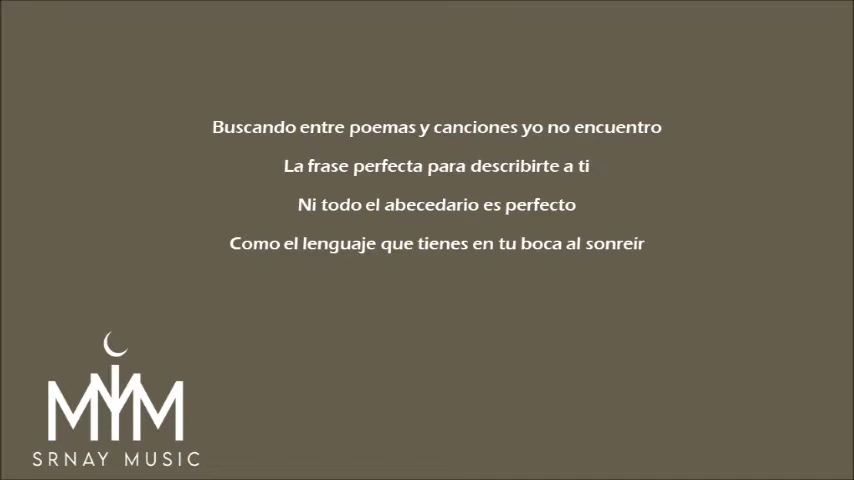 Buscando entre poemas y canciones yo no encuentro
La frase perfecta para describirte a ti
Ni todo el abecedario es perfecto
Como el lenguaje que tienes en tu boca al sonreír
MYM
SRNAY MUSIC